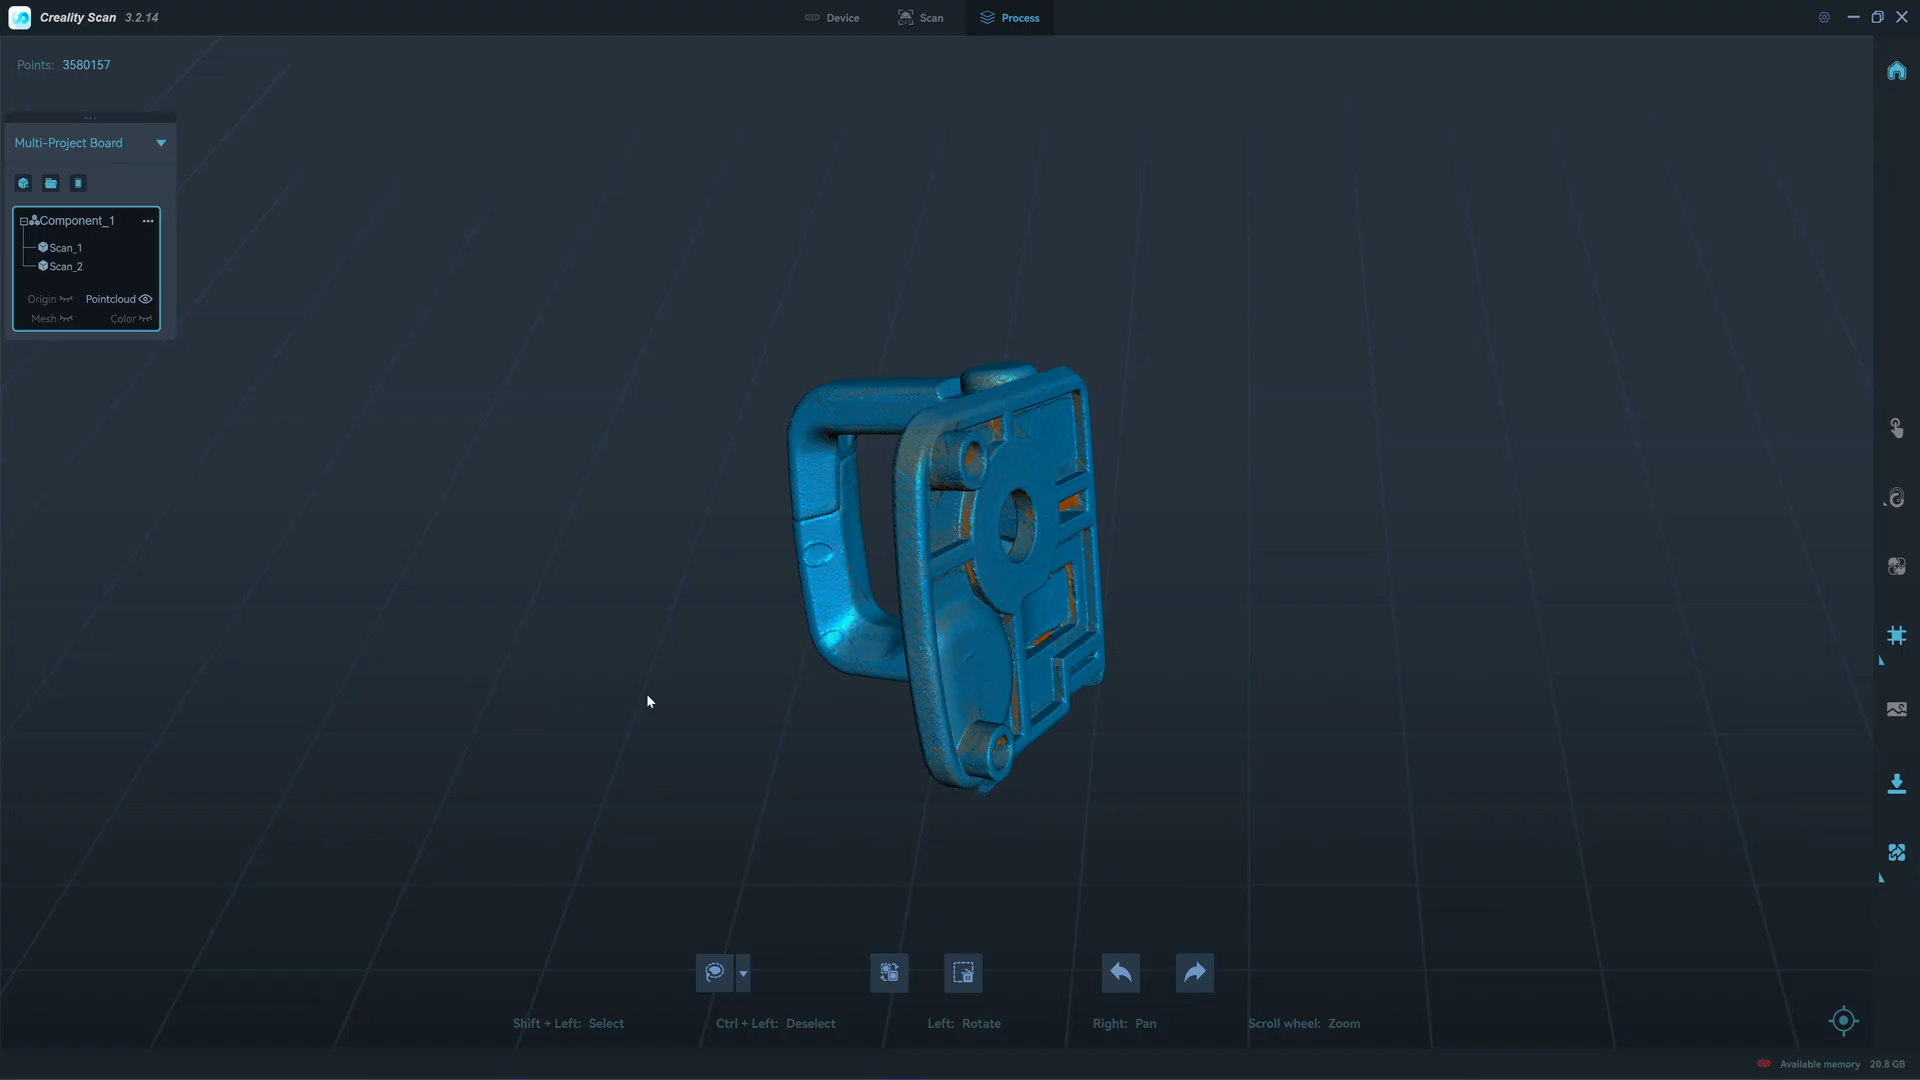 Creality Scan 3.2.14
Device
Scan
Process
Points: 3580157
Multi-Project Board
Component_1
Scan_1
Scan_2
Origin
Pointcloud
Mesh
Color
Shift + Left: Select
Ctrl + Left: Deselect
Left: Rotate
Right: Pan
Scroll wheel: Zoom
Available memory 20.8 GB